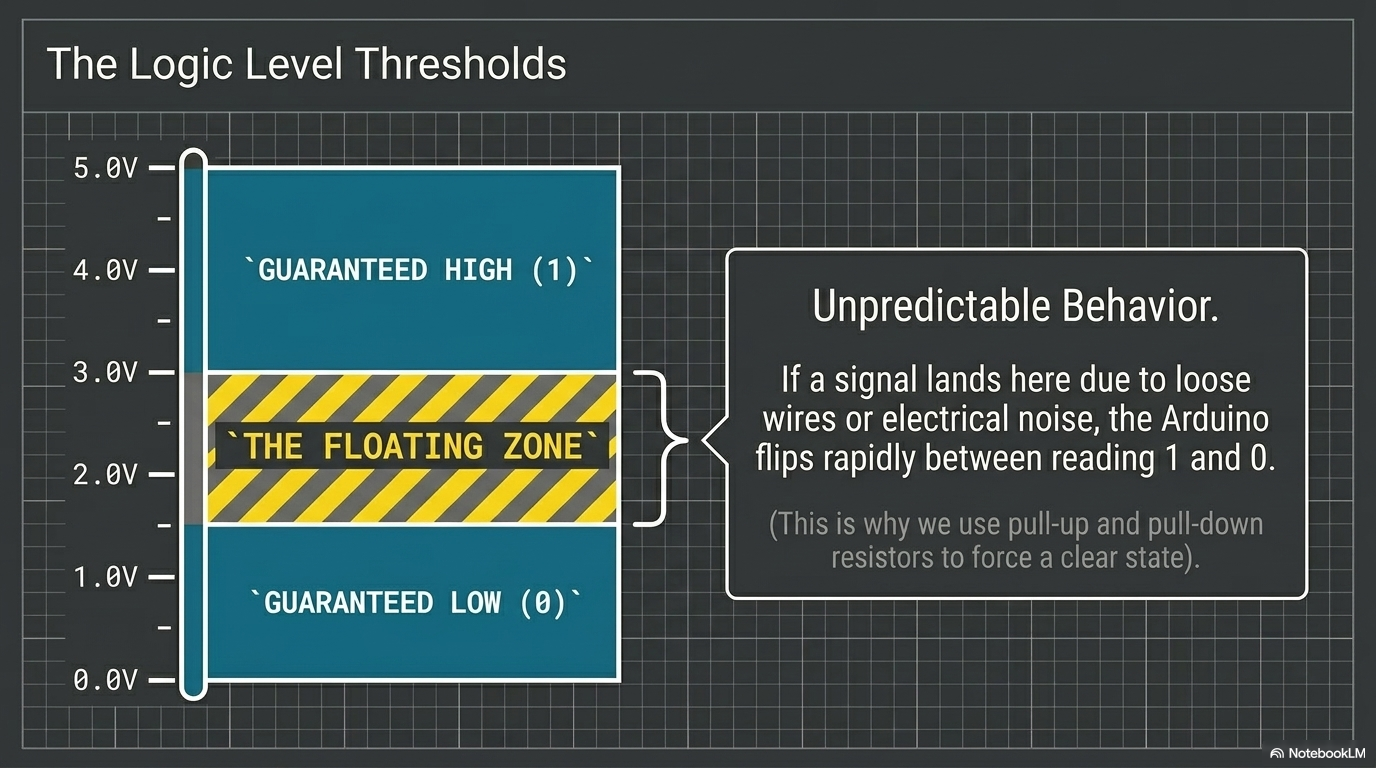 The Logic Level Thresholds
5.0V
4.0V
3.0V
2.0V
1.0V
0.0V
`GUARANTEED HIGH (1)`
`THE FLOATING ZONE`
`GUARANTEED LOW (0)`
Unpredictable Behavior.
If a signal lands here due to loose
wires or electrical noise, the Arduino
flips rapidly between reading 1 and 0.
(This is why we use pull-up and pull-down
resistors to force a clear state).
NotebookLM